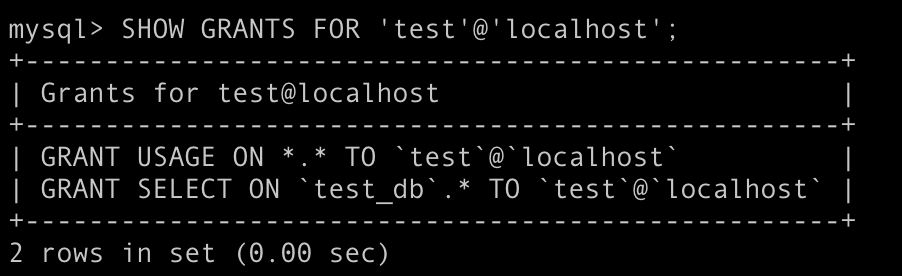 mysql> SHOW GRANTS FOR 'test'@'localhost';
+---------------------------------------------------+
| Grants for test@localhost                         |
+---------------------------------------------------+
| GRANT USAGE ON *.* TO `test`@`localhost`          |
| GRANT SELECT ON `test_db`.* TO `test`@`localhost` |
+---------------------------------------------------+
2 rows in set (0.00 sec)